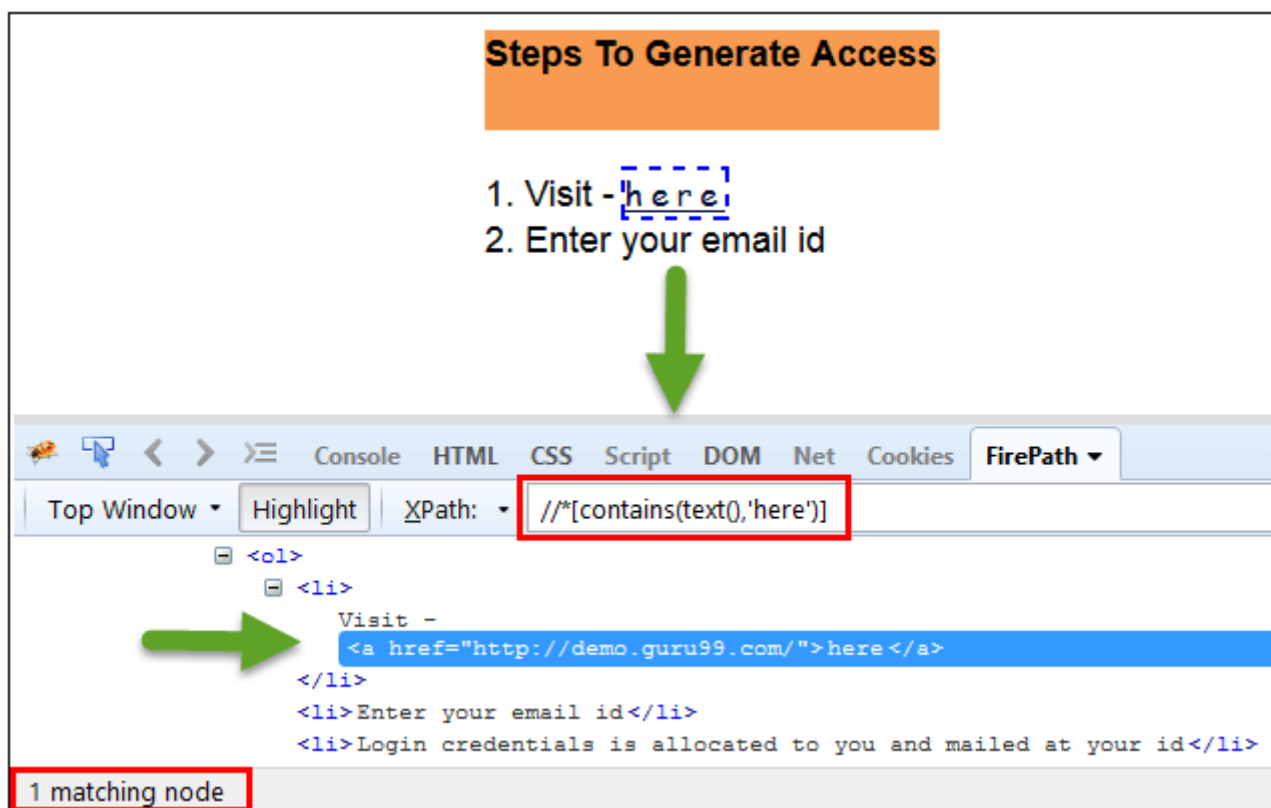 Steps To Generate Access
1. Visit - here
2. Enter your email id
Console HTML CSS Script DOM Net Cookies FirePath
Top Window Highlight XPath: //*[contains(text(),'here')]
<ol>
<li>
Visit -
<a href="http://demo.guru99.com/">here</a>
</li>
<li>Enter your email id</li>
<li>Login credentials is allocated to you and mailed at your id</li>
1 matching node